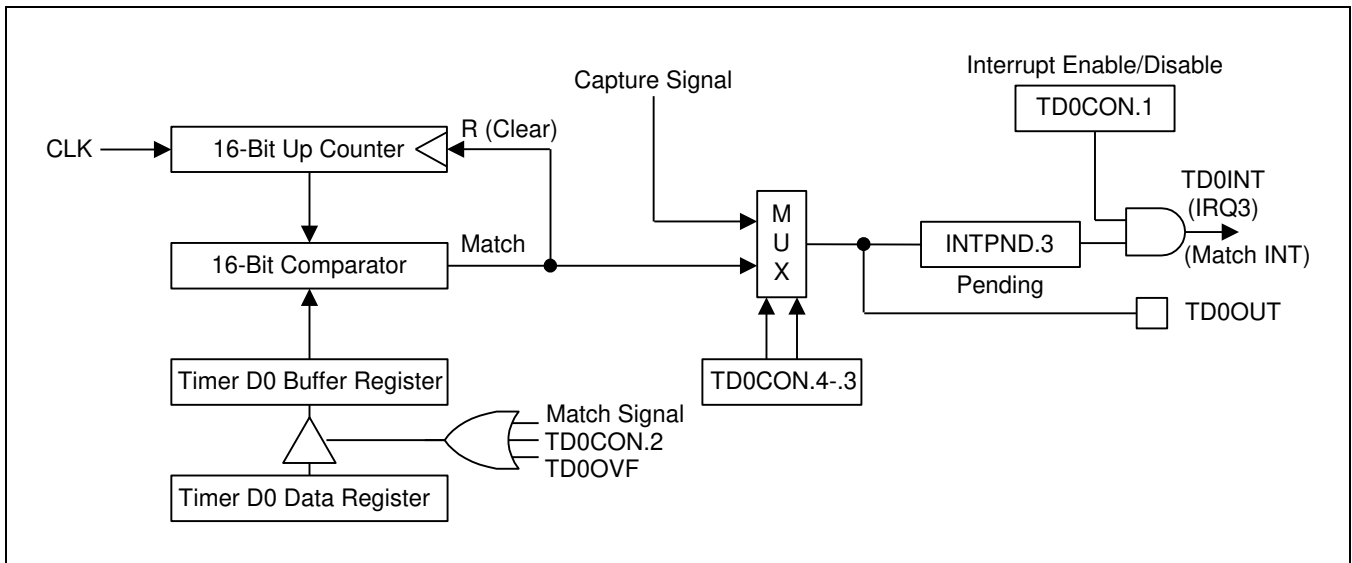 Interrupt Enable/Disable
Capture Signal
TD0CON.1
R (Clear)
CLK
16-Bit Up Counter
M
U
X
TD0INT
(IRQ3)
(Match INT)
Match
16-Bit Comparator
INTPND.3
Pending
TD0OUT
Timer D0 Buffer Register
TD0CON.4-.3
Match Signal
TD0CON.2
TD0OVF
Timer D0 Data Register